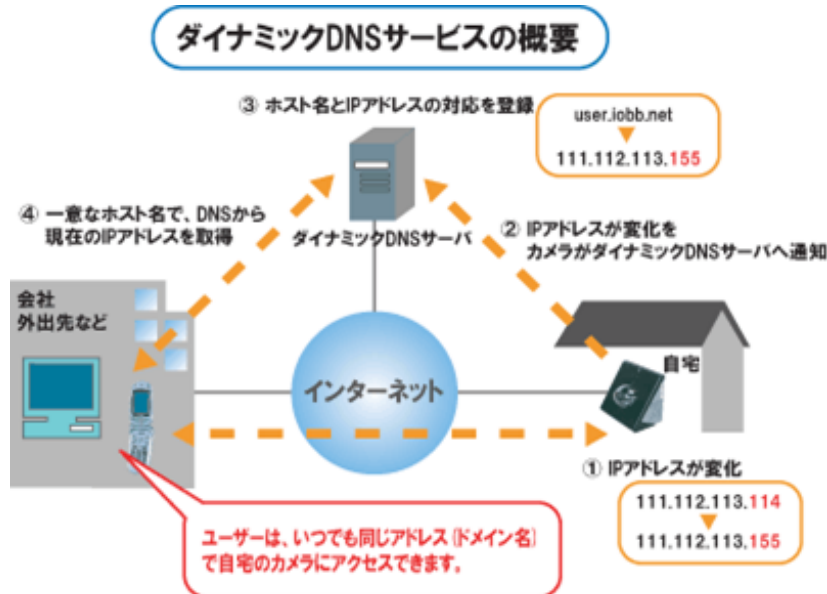 ダイナミックDNSサービスの概要
③ ホスト名とIPアドレスの対応を登録
user.iobb.net
111.112.113.155
④ 一意なホスト名で、DNSから
現在のIPアドレスを取得
ダイナミックDNSサーバ
② IPアドレスが変化を
カメラがダイナミックDNSサーバへ通知
会社
外出先など
自宅
インターネット
① IPアドレスが変化
111.112.113.114
111.112.113.155
ユーザーは、いつでも同じアドレス(ドメイン名)
で自宅のカメラにアクセスできます。